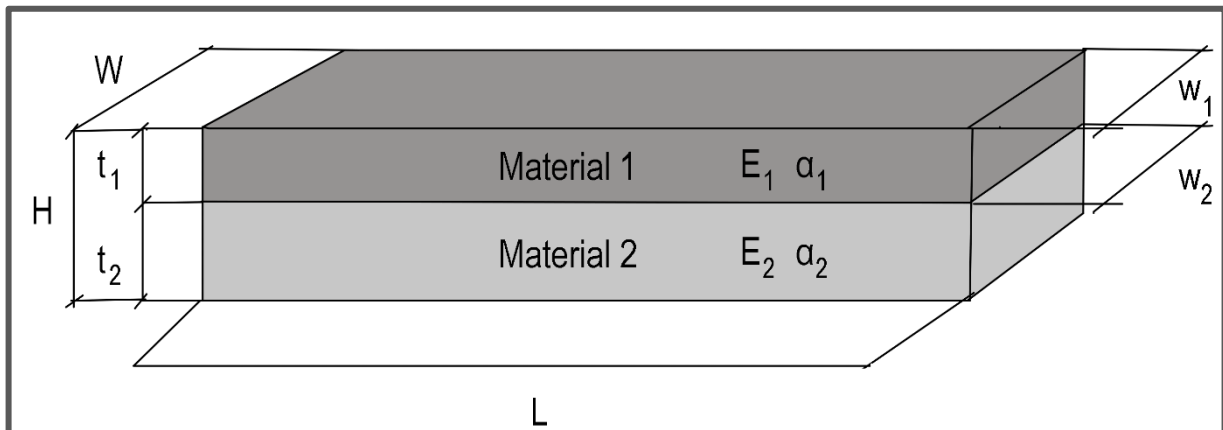 W
t₁
H
t₂
Material 1 E₁ α₁
Material 2 E₂ α₂
w₁
w₂
L